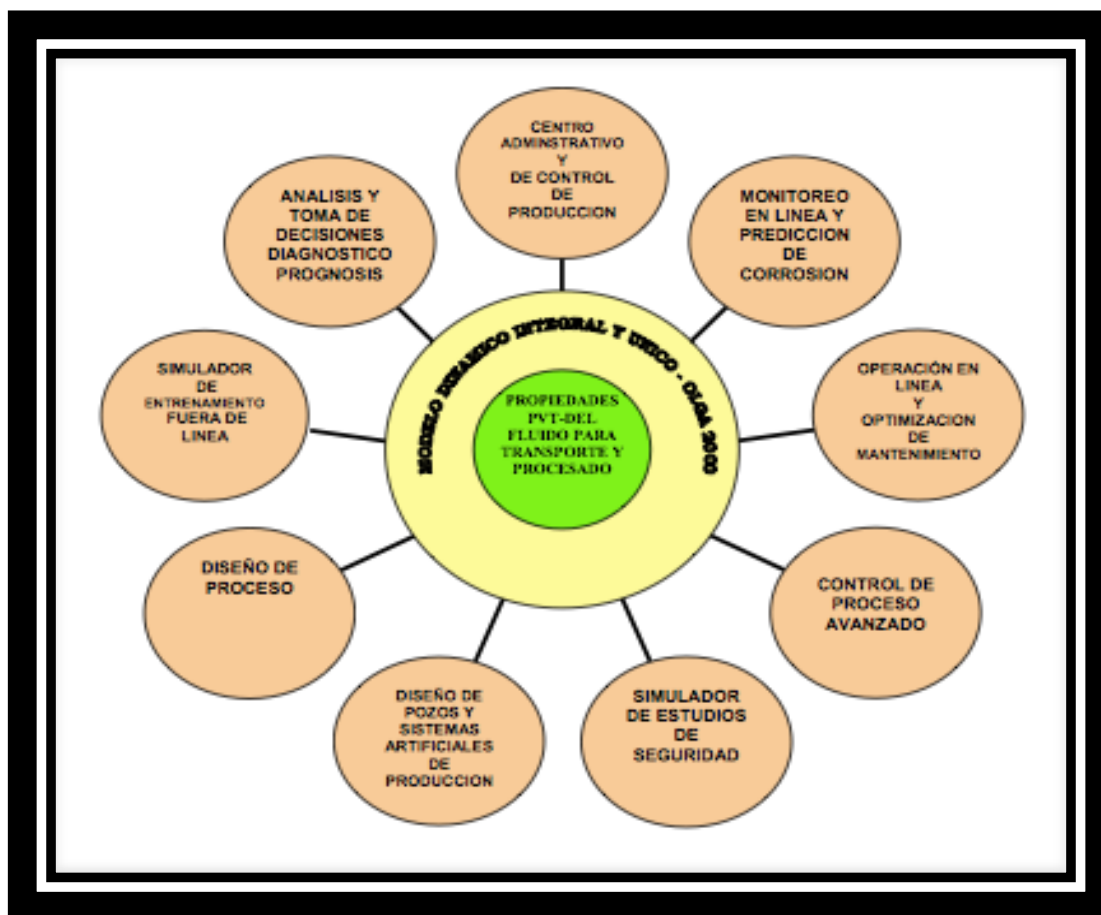 CENTRO
ADMINSTRATIVO
Y
DE CONTROL
DE
PRODUCCION
MONITOREO
EN LINEA Y
PREDICCION
DE
CORROSION
OPERACIÓN EN
LINEA
Y
OPTIMIZACION
DE
MANTENIMIENTO
CONTROL DE
PROCESO
AVANZADO
SIMULADOR
DE ESTUDIOS
DE
SEGURIDAD
DISEÑO DE
POZOS Y
SISTEMAS
ARTIFICIALES
DE
PRODUCCION
DISEÑO DE
PROCESO
SIMULADOR
DE
ENTRENAMIENTO
FUERA DE
LINEA
ANALISIS Y
TOMA DE
DECISIONES
DIAGNOSTICO
PROGNOSIS
MODELO DINAMICO INTEGRAL Y UNICO - OLGA 2000
PROPIEDADES
PVT-DEL
FLUIDO PARA
TRANSPORTE Y
PROCESADO